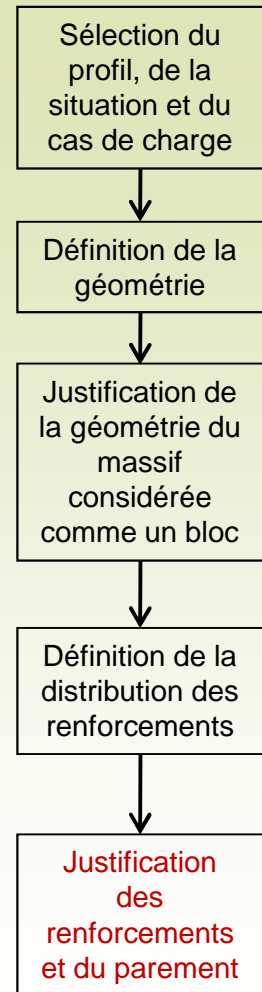 Sélection du
profil, de la
situation et du
cas de charge
Définition de la
géométrie
Justification de
la géométrie du
massif
considérée
comme un bloc
Définition de la
distribution des
renforcements
Justification
des
renforcements
et du parement